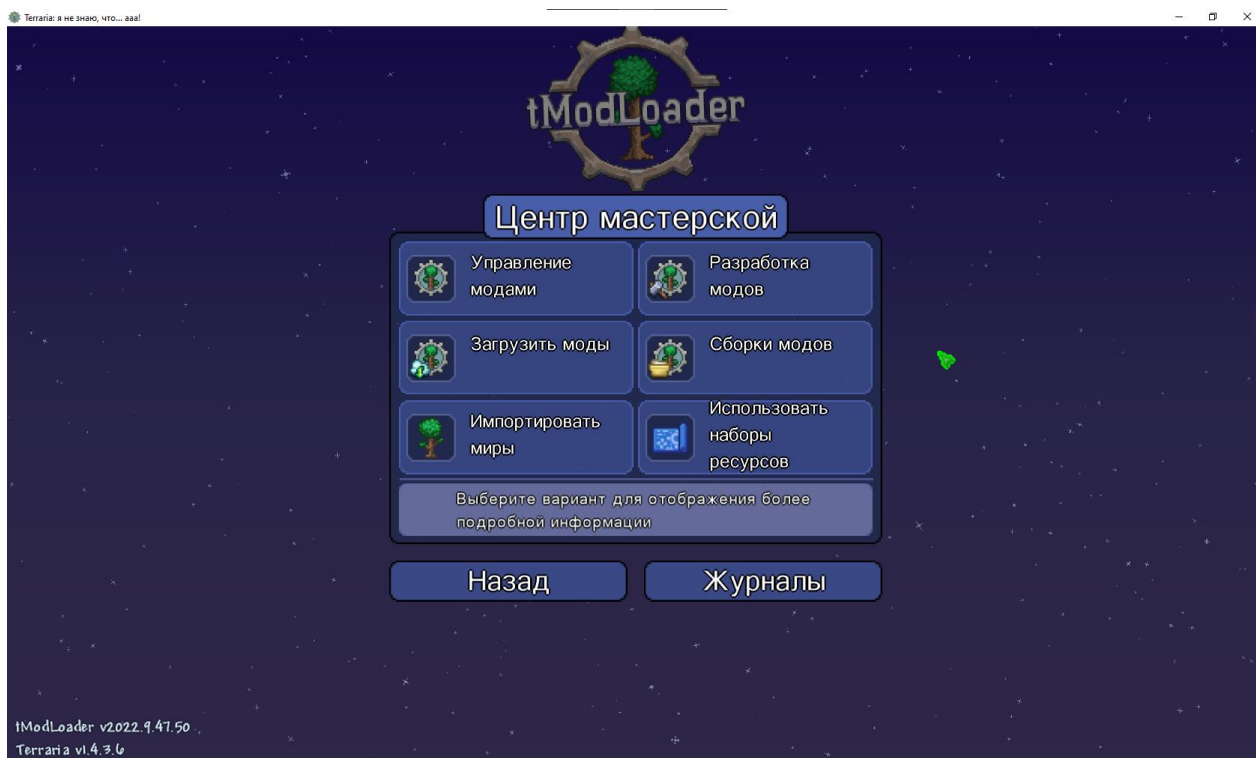 Terraria: я не знаю, что... ааа!
tModLoader
Центр мастерской
Управление
модами
Разработка
модов
Загрузить моды
Сборки модов
Импортировать
миры
Использовать
наборы
ресурсов
Выберите вариант для отображения более
подробной информации
Назад
Журналы
tModLoader v2022.9.47.50
Terraria v1.4.3.6